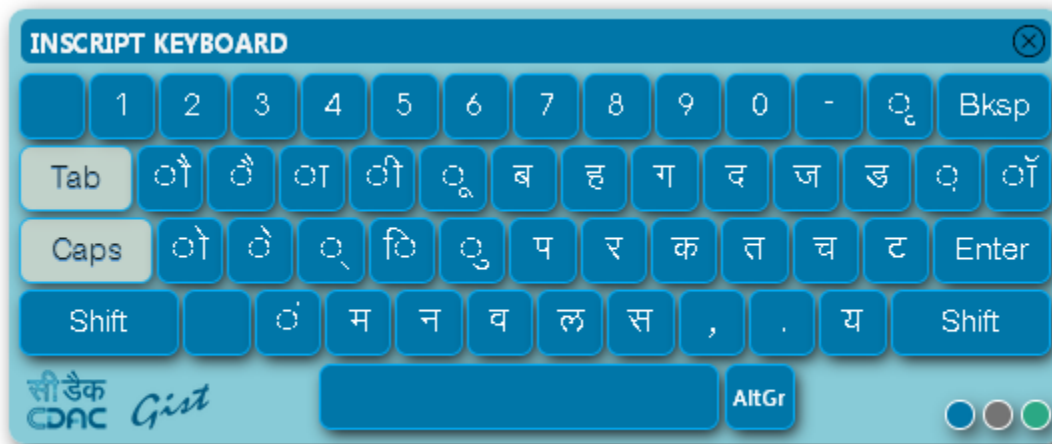 INSCRIPT KEYBOARD
1 2 3 4 5 6 7 8 9 0 - ृ Bksp
Tab ौ ै ा ी ू ब ह ग द ज ड ़ ॉ
Caps ो े ् ि ु प र क त च ट Enter
Shift ं म न व ल स , . य Shift
सी डैक
CDAC Gist AltGr